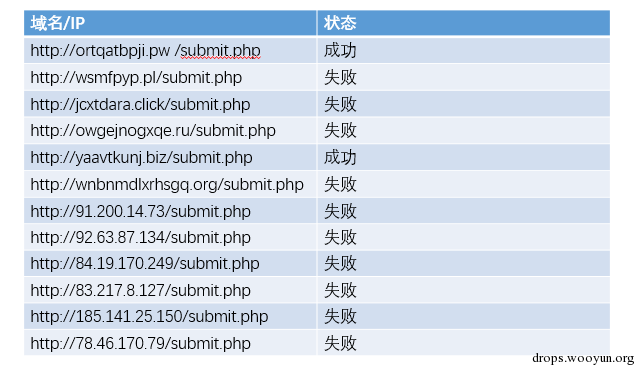 域名/IP 状态
http://ortqatbpji.pw /submit.php 成功
http://wsmfpyp.pl/submit.php 失败
http://jcxtdara.click/submit.php 失败
http://owgejnogxqe.ru/submit.php 失败
http://yaavtkunj.biz/submit.php 成功
http://wnbnmdlxrhsgq.org/submit.php 失败
http://91.200.14.73/submit.php 失败
http://92.63.87.134/submit.php 失败
http://84.19.170.249/submit.php 失败
http://83.217.8.127/submit.php 失败
http://185.141.25.150/submit.php 失败
http://78.46.170.79/submit.php 失败
drops.wooyun.org